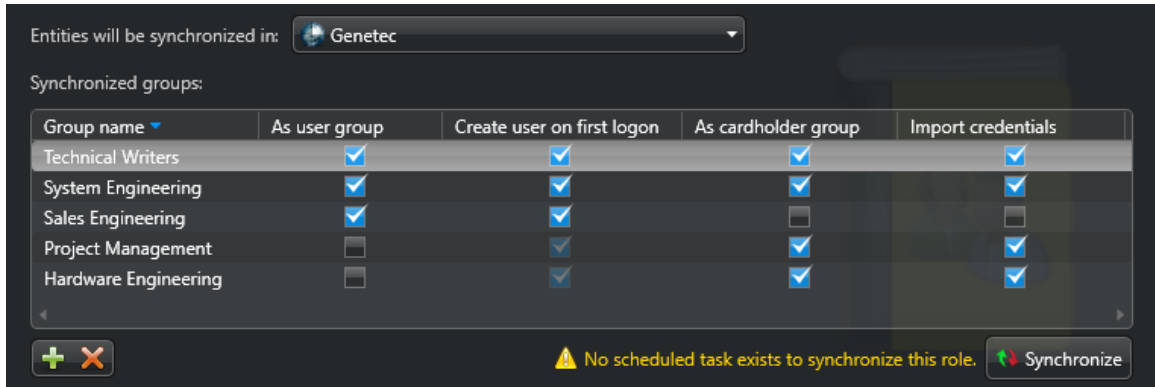 Entities will be synchronized in: Genetec
Synchronized groups:
Group name As user group Create user on first logon As cardholder group Import credentials
Technical Writers
System Engineering
Sales Engineering
Project Management
Hardware Engineering
No scheduled task exists to synchronize this role. Synchronize